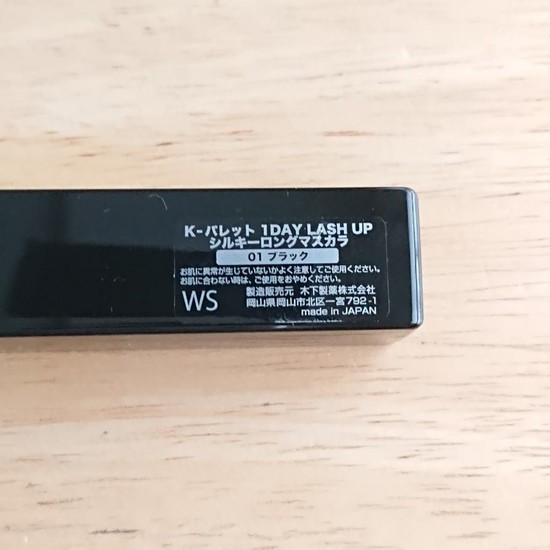 K-パレット 1DAY LASH UP
シルキーロングマスカラ
01 ブラック
お肌に異常が生じていないかよく注意してご使用ください。
お肌に合わない時は、ご使用をおやめください。
WS 製造販売元 木下製薬株式会社
岡山県岡山市北区一宮792-1
made in JAPAN